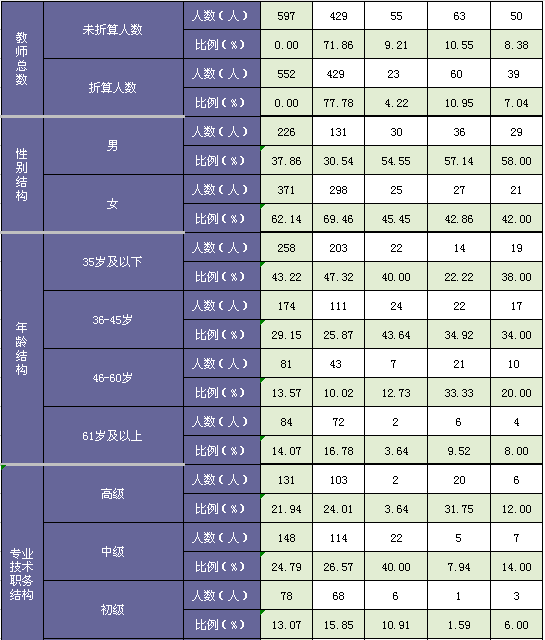 教师总数 未折算人数 人数（人） 597 429 55 63 50
比例（%） 0.00 71.86 9.21 10.55 8.38
折算人数 人数（人） 552 429 23 60 39
比例（%） 0.00 77.78 4.22 10.95 7.04
性别结构 男 人数（人） 226 131 30 36 29
比例（%） 37.86 30.54 54.55 57.14 58.00
女 人数（人） 371 298 25 27 21
比例（%） 62.14 69.46 45.45 42.86 42.00
年龄结构 35岁及以下 人数（人） 258 203 22 14 19
比例（%） 43.22 47.32 40.00 22.22 38.00
36-45岁 人数（人） 174 111 24 22 17
比例（%） 29.15 25.87 43.64 34.92 34.00
46-60岁 人数（人） 81 43 7 21 10
比例（%） 13.57 10.02 12.73 33.33 20.00
61岁及以上 人数（人） 84 72 2 6 4
比例（%） 14.07 16.78 3.64 9.52 8.00
专业技术职务结构 高级 人数（人） 131 103 2 20 6
比例（%） 21.94 24.01 3.64 31.75 12.00
中级 人数（人） 148 114 22 5 7
比例（%） 24.79 26.57 40.00 7.94 14.00
初级 人数（人） 78 68 6 1 3
比例（%） 13.07 15.85 10.91 1.59 6.00